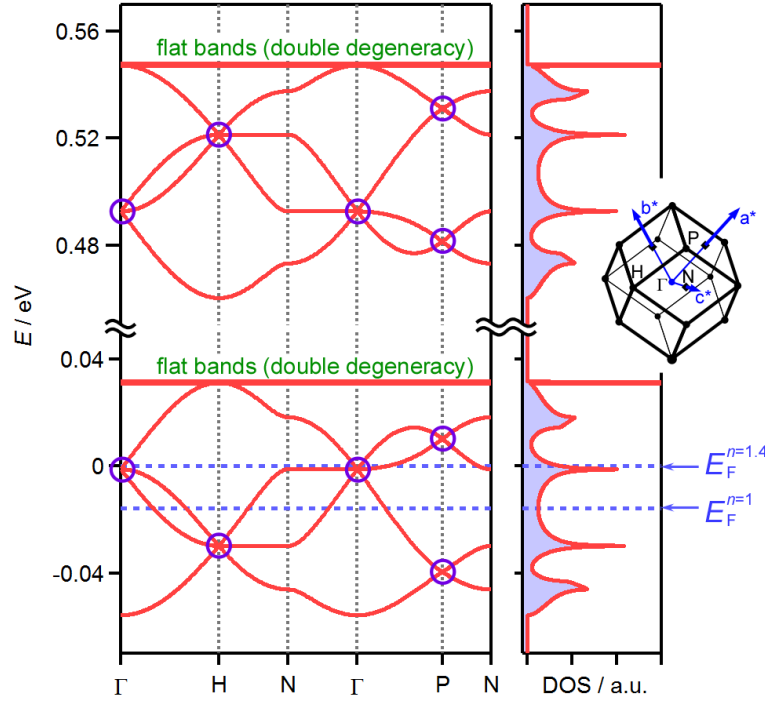 E / eV
0.56
0.52
0.48
0.04
0
-0.04
flat bands (double degeneracy)
flat bands (double degeneracy)
Γ H N Γ P N
DOS / a.u.
b* a*
P
H N
Γ c*
E_F^{n=1.4}
E_F^{n=1}